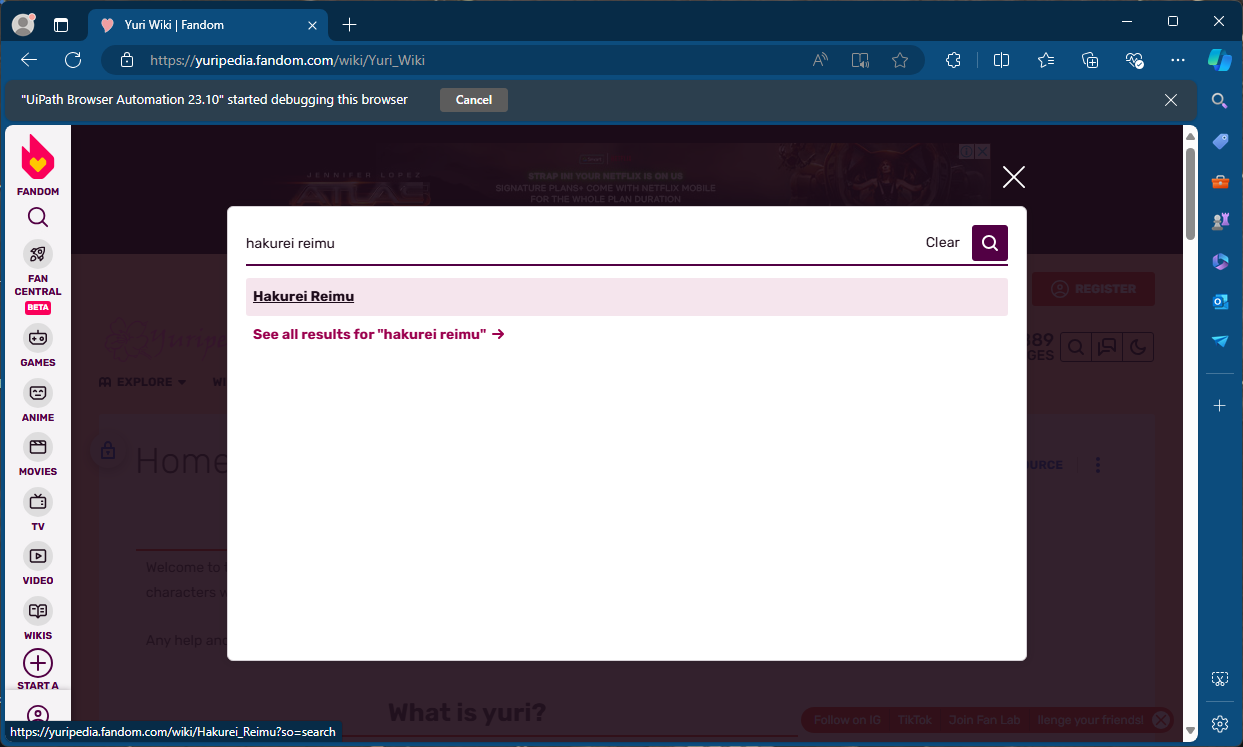 Yuri Wiki | Fandom
https://yuripedia.fandom.com/wiki/Yuri_Wiki
"UiPath Browser Automation 23.10" started debugging this browser
Cancel
FANDOM
FAN
CENTRAL
BETA
GAMES
ANIME
MOVIES
TV
VIDEO
WIKIS
START A
JENNIFER LOPEZ
ATLAS
STRAP IN! YOUR NETFLIX IS ON US
SIGNATURE PLANS+ COME WITH NETFLIX MOBILE
FOR THE WHOLE PLAN DURATION
hakurei reimu
Clear
Hakurei Reimu
See all results for "hakurei reimu" →
REGISTER
EXPLORE
Home
Welcome to
characters
Any help and
What is yuri?
Follow on IG
TikTok
Join Fan Lab
llenge your friends!
https://yuripedia.fandom.com/wiki/Hakurei_Reimu?so=search